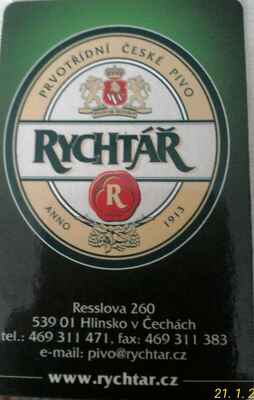 PRVOTŘÍDNÍ ČESKÉ PIVO
RYCHTÁŘ
R
ANNO 1913
Resslova 260
539 01 Hlinsko v Čechách
tel.: 469 311 471, fax: 469 311 383
e-mail: pivo@rychtar.cz
www.rychtar.cz
21.1.2